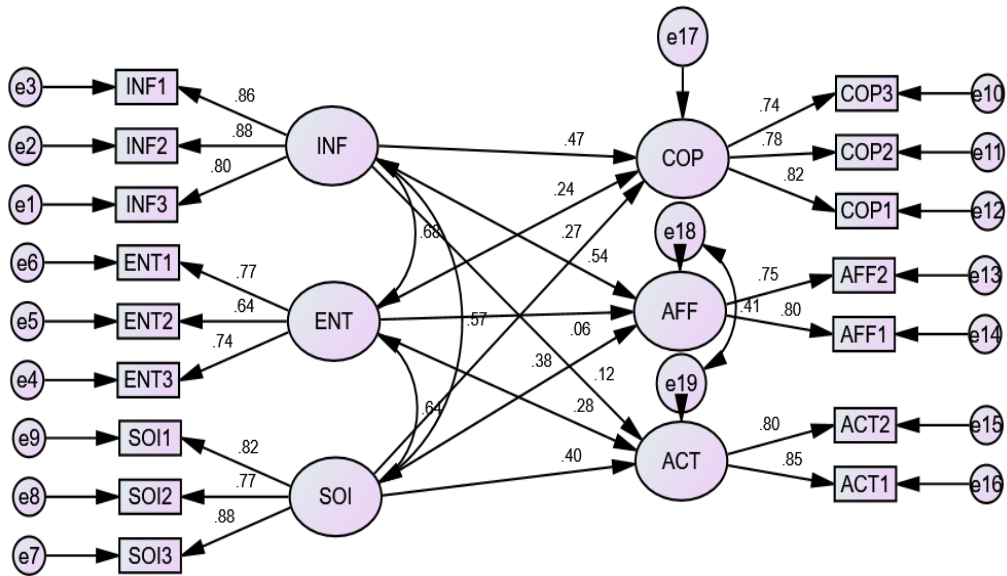 e17
e3 INF1 .86 INF .47 COP .74 COP3 e10
e2 INF2 .88 .78 COP2 e11
e1 INF3 .80 .24 .82 COP1 e12
.68 .27 e18
e6 ENT1 .77 .54 .75 AFF2 e13
e5 ENT2 .64 ENT .57 .06 AFF .41 .80 AFF1 e14
e4 ENT3 .74 .38 .12 e19
.64 .28
e9 SOI1 .82 .40 ACT .80 ACT2 e15
e8 SOI2 .77 SOI .85 ACT1 e16
e7 SOI3 .88